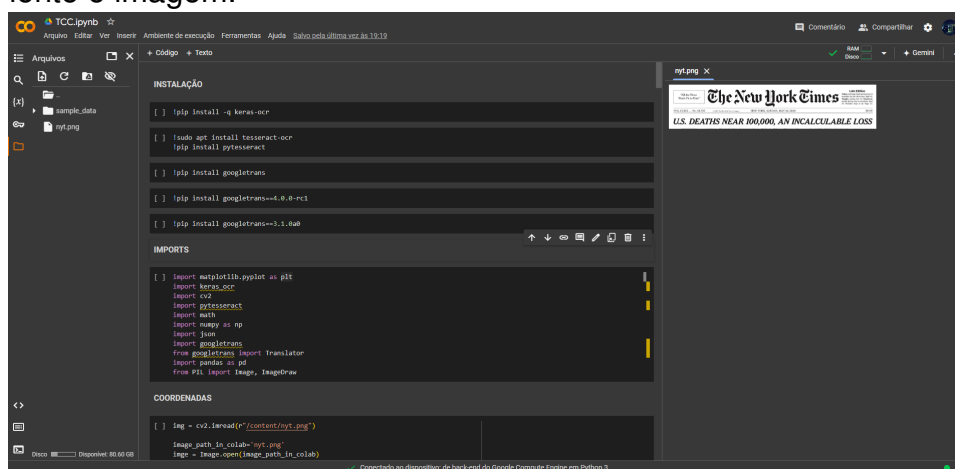 fonte e imagem.
TCC.ipynb
Comentário Compartilhar
Arquivo Editar Ver Inserir Ambiente de execução Ferramentas Ajuda Salvo pela última vez às 19:19
Arquivos
+ Código + Texto
RAM
Disco
Gemini
nyt.png
..
sample_data
nyt.png
{x}
INSTALAÇÃO
[ ] !pip install -q keras-ocr
[ ] !sudo apt install tesseract-ocr
!pip install pytesseract
[ ] !pip install googletrans
[ ] !pip install googletrans==4.0.0-rc1
[ ] !pip install googletrans==3.1.0a0
IMPORTS
[ ] import matplotlib.pyplot as plt
import keras_ocr
import cv2
import pytesseract
import math
import numpy as np
import json
import googletrans
from googletrans import Translator
import pandas as pd
from PIL import Image, ImageDraw
COORDENADAS
[ ] img = cv2.imread(r"/content/nyt.png")
image_path_in_colab='nyt.png'
imge = Image.open(image_path_in_colab)
The New York Times
U.S. DEATHS NEAR 100,000, AN INCALCULABLE LOSS
Disco Disponível: 80.60 GB
Conectado ao dispositivo: de back-end do Google Compute Engine em Python 3